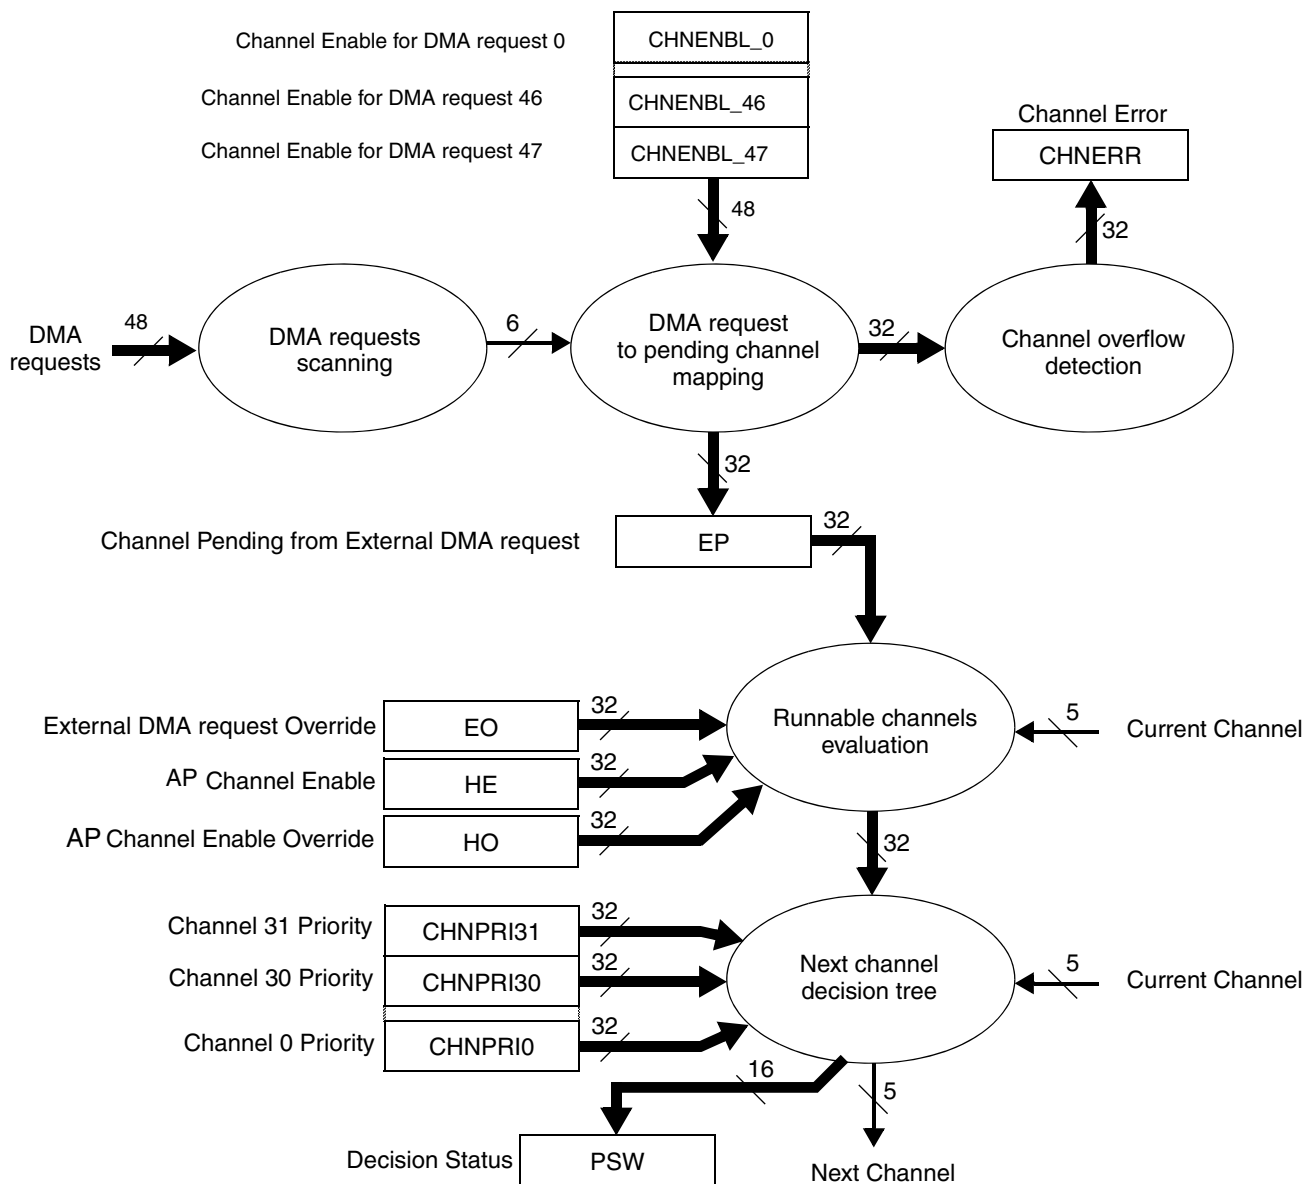 Channel Enable for DMA request 0
CHNENBL_0
Channel Enable for DMA request 46
CHNENBL_46
Channel Enable for DMA request 47
CHNENBL_47
48
Channel Error
CHNERR
32
DMA
requests
48
DMA requests
scanning
6
DMA request
to pending channel
mapping
32
Channel overflow
detection
32
Channel Pending from External DMA request
EP
32
External DMA request Override
EO
32
Runnable channels
evaluation
5
Current Channel
AP Channel Enable
HE
32
AP Channel Enable Override
HO
32
32
Channel 31 Priority
CHNPRI31
32
Channel 30 Priority
CHNPRI30
32
Next channel
decision tree
5
Current Channel
Channel 0 Priority
CHNPRI0
32
16
5
Decision Status
PSW
Next Channel